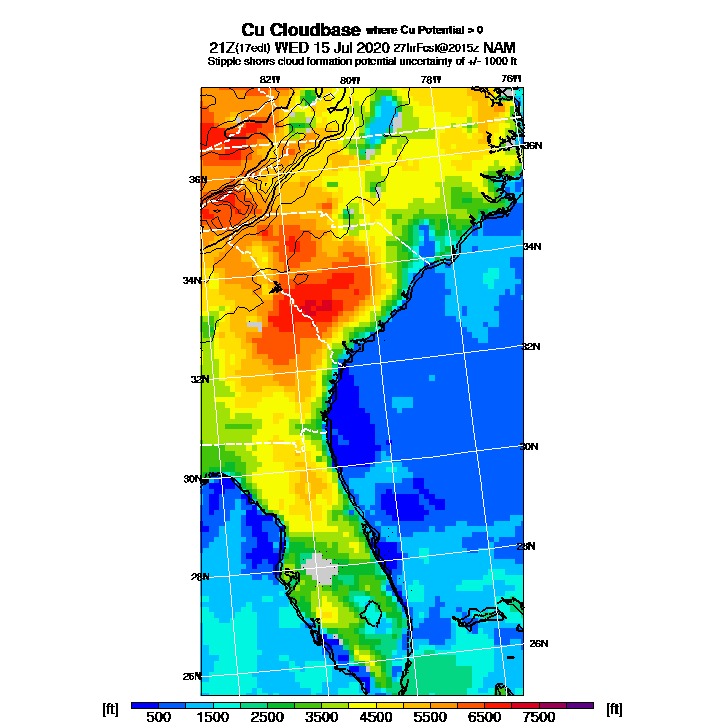 Cu Cloudbase where Cu Potential > 0
21Z(17edt) WED 15 Jul 2020 27hrFcst@2015z NAM
Stipple shows cloud formation potential uncertainty of +/- 1000 ft
82W 80W 78W 76W
36N
36N
34N
34N
32N
32N
30N
30N
28N
28N
26N
26N
[ft] 500 1500 2500 3500 4500 5500 6500 7500 [ft]